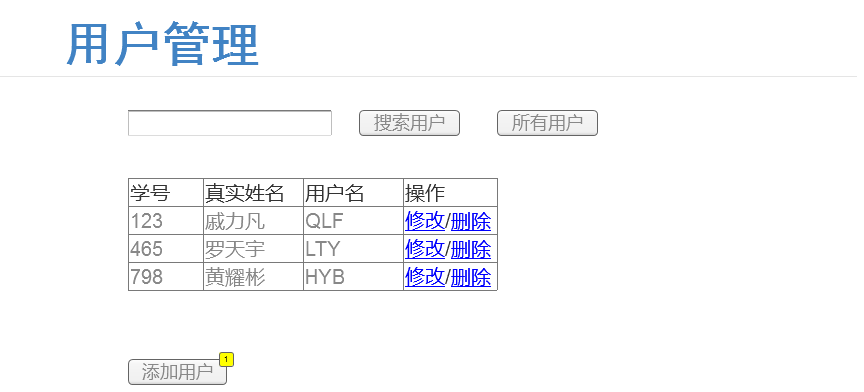 用户管理
搜索用户 所有用户
学号 真实姓名 用户名 操作
123 戚力凡 QLF 修改/删除
465 罗天宇 LTY 修改/删除
798 黄耀彬 HYB 修改/删除
添加用户 1